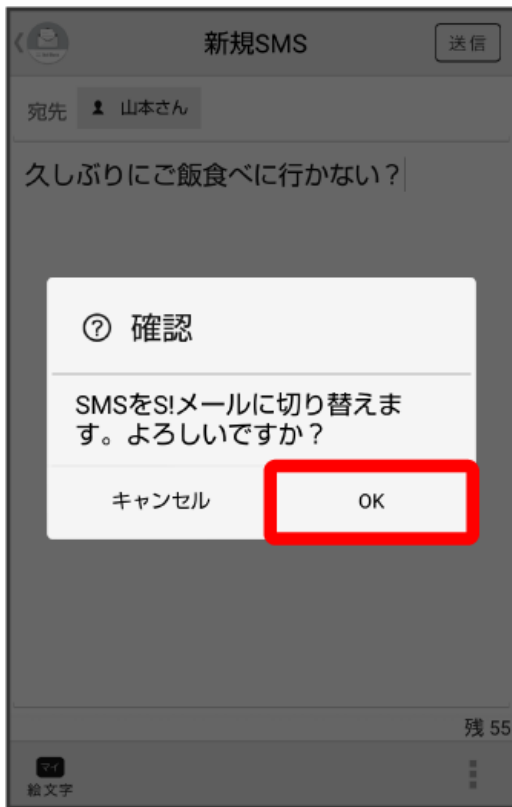 新規SMS
送信
宛先 山本さん
久しぶりにご飯食べに行かない？
確認
SMSをS!メールに切り替えま
す。よろしいですか？
キャンセル OK
残 55
マイ
絵文字